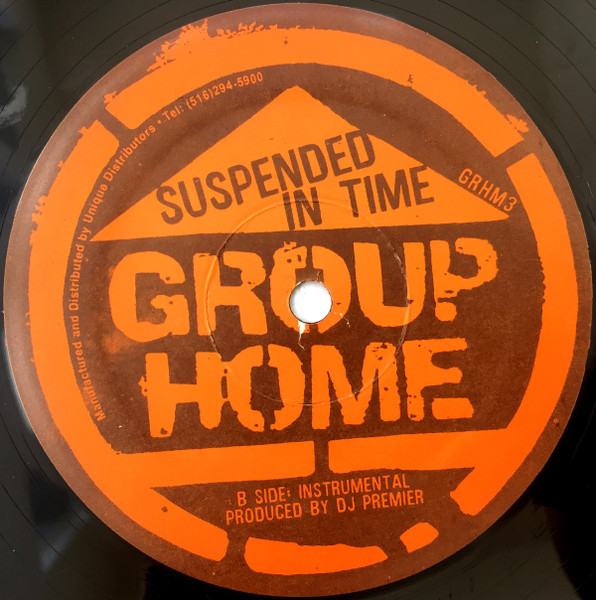 Manufactured and Distributed by Unique Distributors • Tel: (516)294-5900
SUSPENDED
IN TIME
GRHM3
GROUP
HOME
B SIDE: INSTRUMENTAL
PRODUCED BY DJ PREMIER